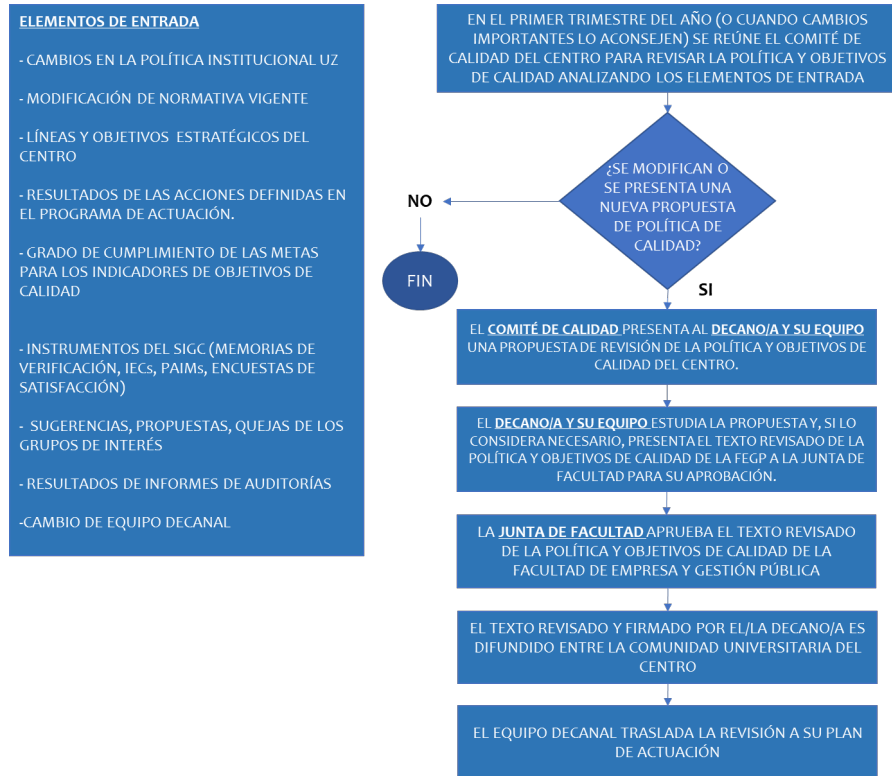 ELEMENTOS DE ENTRADA
- CAMBIOS EN LA POLÍTICA INSTITUCIONAL UZ
- MODIFICACIÓN DE NORMATIVA VIGENTE
- LÍNEAS Y OBJETIVOS ESTRATÉGICOS DEL
CENTRO
- RESULTADOS DE LAS ACCIONES DEFINIDAS EN
EL PROGRAMA DE ACTUACIÓN.
- GRADO DE CUMPLIMIENTO DE LAS METAS
PARA LOS INDICADORES DE OBJETIVOS DE
CALIDAD
- INSTRUMENTOS DEL SIGC (MEMORIAS DE
VERIFICACIÓN, IECs, PAIMs, ENCUESTAS DE
SATISFACCIÓN)
- SUGERENCIAS, PROPUESTAS, QUEJAS DE LOS
GRUPOS DE INTERÉS
- RESULTADOS DE INFORMES DE AUDITORÍAS
-CAMBIO DE EQUIPO DECANAL
EN EL PRIMER TRIMESTRE DEL AÑO (O CUANDO CAMBIOS
IMPORTANTES LO ACONSEJEN) SE REÚNE EL COMITÉ DE
CALIDAD DEL CENTRO PARA REVISAR LA POLÍTICA Y OBJETIVOS
DE CALIDAD ANALIZANDO LOS ELEMENTOS DE ENTRADA
¿SE MODIFICAN O
SE PRESENTA UNA
NUEVA PROPUESTA
DE POLÍTICA DE
CALIDAD?
NO
FIN
SI
EL COMITÉ DE CALIDAD PRESENTA AL DECANO/A Y SU EQUIPO
UNA PROPUESTA DE REVISIÓN DE LA POLÍTICA Y OBJETIVOS DE
CALIDAD DEL CENTRO.
EL DECANO/A Y SU EQUIPO ESTUDIA LA PROPUESTA Y, SI LO
CONSIDERA NECESARIO, PRESENTA EL TEXTO REVISADO DE LA
POLÍTICA Y OBJETIVOS DE CALIDAD DE LA FEGP A LA JUNTA DE
FACULTAD PARA SU APROBACIÓN.
LA JUNTA DE FACULTAD APRUEBA EL TEXTO REVISADO
DE LA POLÍTICA Y OBJETIVOS DE CALIDAD DE LA
FACULTAD DE EMPRESA Y GESTIÓN PÚBLICA
EL TEXTO REVISADO Y FIRMADO POR EL/LA DECANO/A ES
DIFUNDIDO ENTRE LA COMUNIDAD UNIVERSITARIA DEL
CENTRO
EL EQUIPO DECANAL TRASLADA LA REVISIÓN A SU PLAN
DE ACTUACIÓN